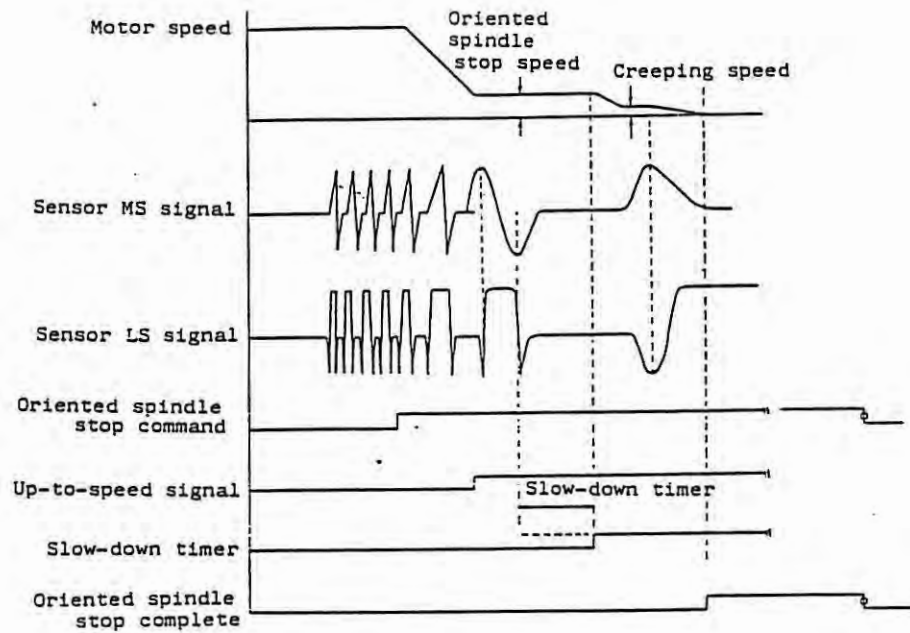 Oriented
spindle
stop speed
Motor speed
Creeping speed
Sensor MS signal
Sensor LS signal
Oriented spindle
stop command
Up-to-speed signal
Slow-down timer
Slow-down timer
Oriented spindle
stop complete